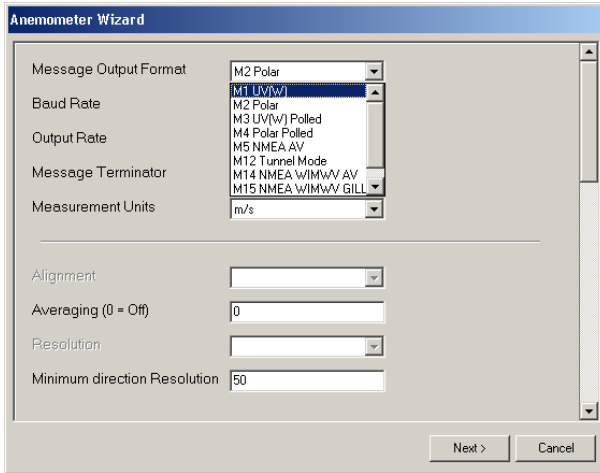 Anemometer Wizard
Message Output Format
M2 Polar
M1 UV(W)
M2 Polar
M3 UV(W) Polled
M4 Polar Polled
M5 NMEA AV
M12 Tunnel Mode
M14 NMEA WIMWV AV
M15 NMEA WIMWV GILL
Baud Rate
Output Rate
Message Terminator
Measurement Units
m/s
Alignment
Averaging (0 = Off)
0
Resolution
Minimum direction Resolution
50
Next >
Cancel